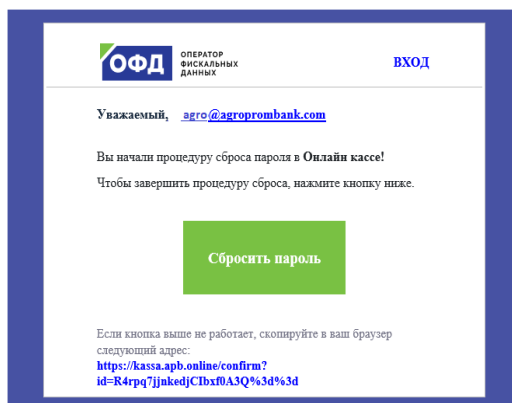 ОФД
ОПЕРАТОР
ФИСКАЛЬНЫХ
ДАННЫХ
ВХОД
Уважаемый, agro@agroprombank.com
Вы начали процедуру сброса пароля в Онлайн кассе!
Чтобы завершить процедуру сброса, нажмите кнопку ниже.
Сбросить пароль
Если кнопка выше не работает, скопируйте в ваш браузер
следующий адрес:
https://kassa.apb.online/confirm?
id=R4rpq7jjnkedjCIbxf0A3Q%3d%3d